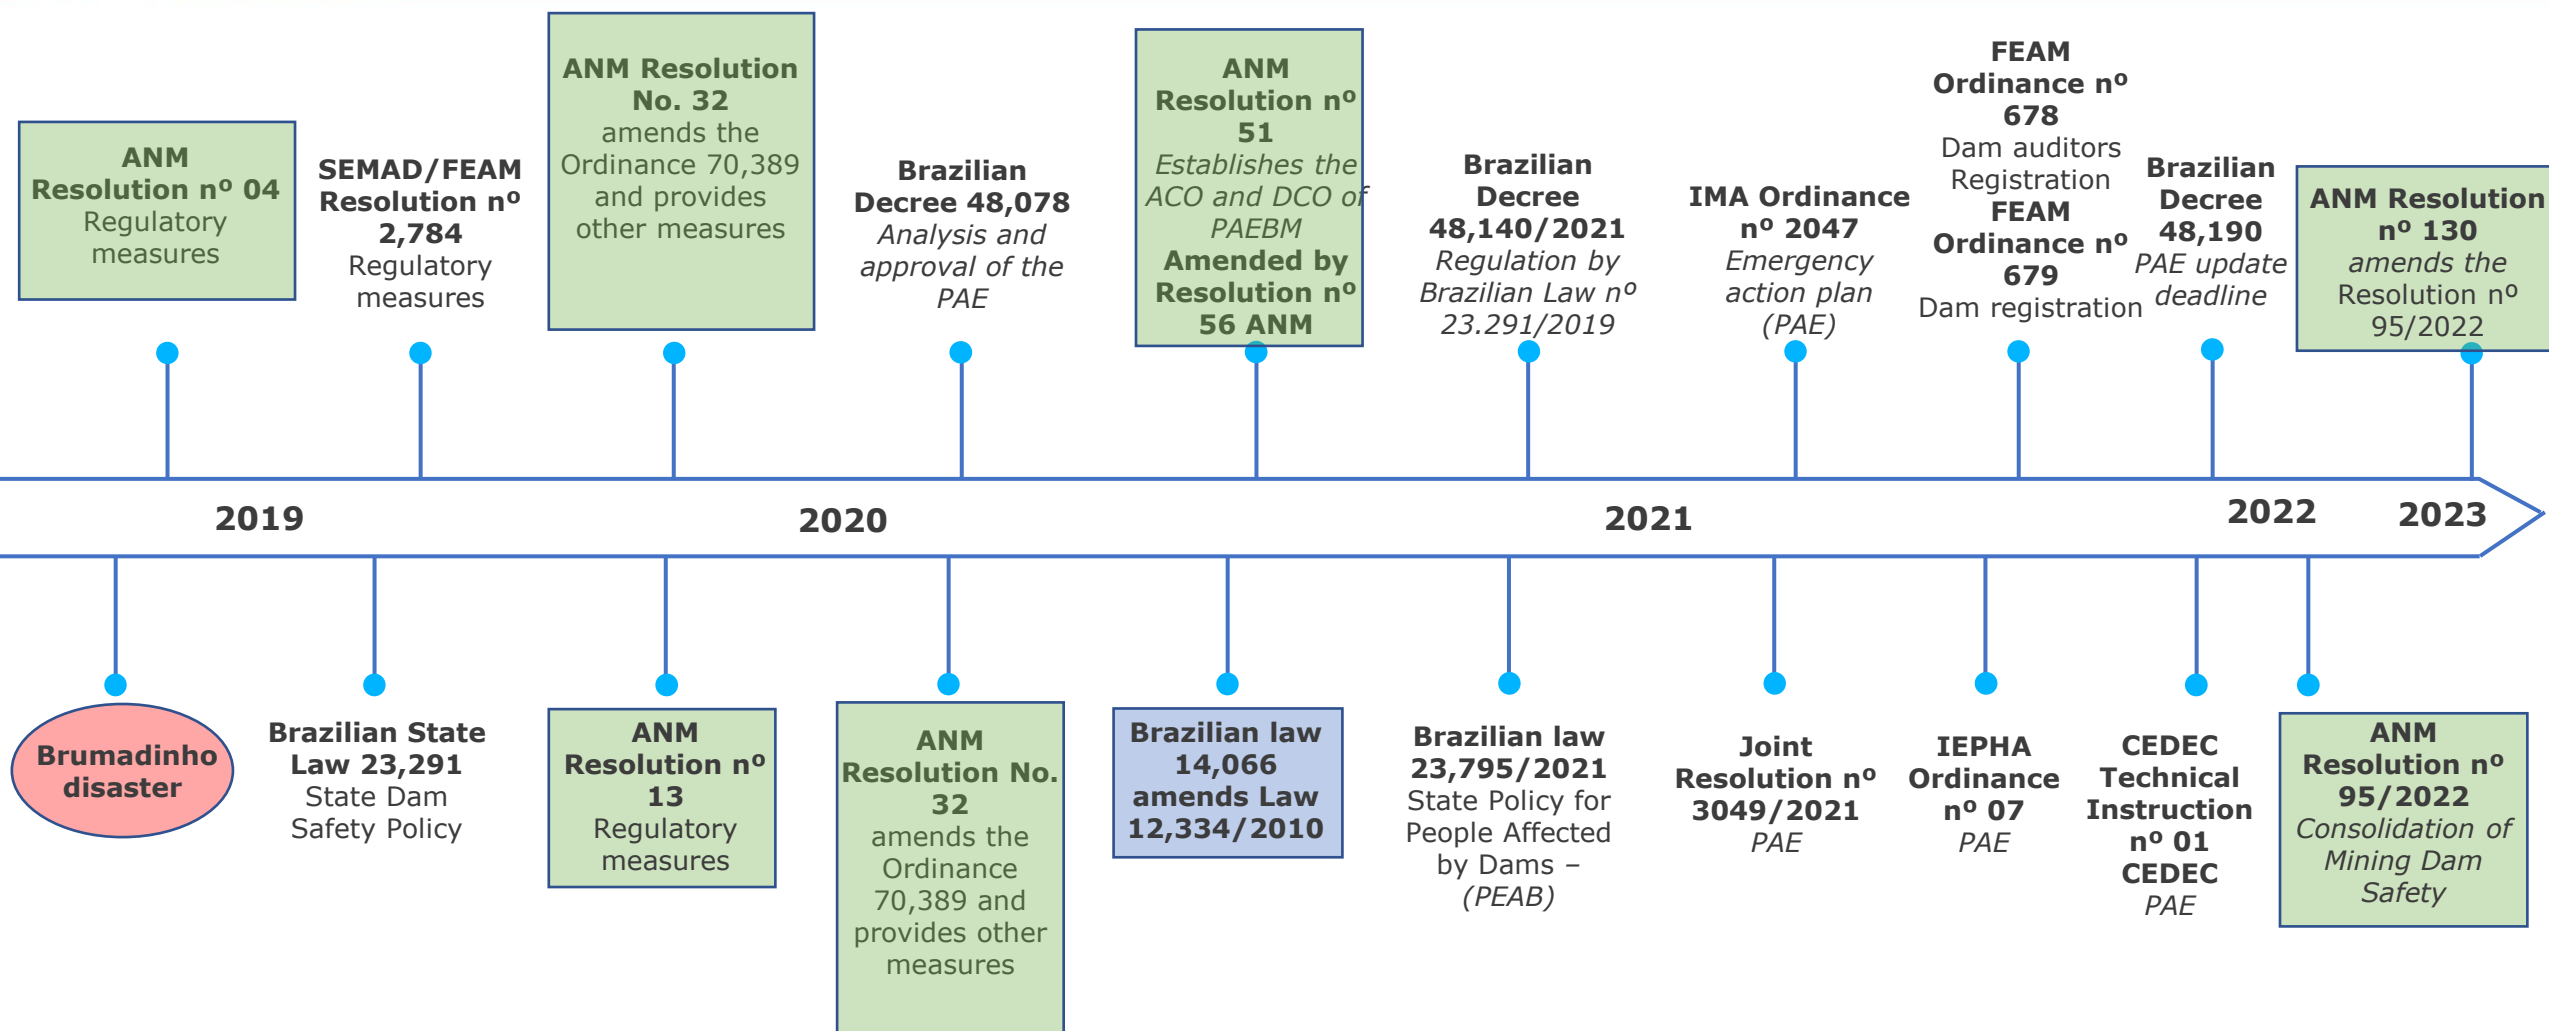 ANM
Resolution nº 04
Regulatory
measures
SEMAD/FEAM
Resolution nº
2,784
Regulatory
measures
ANM Resolution
No. 32
amends the
Ordinance 70,389
and provides
other measures
Brazilian
Decree 48,078
Analysis and
approval of the
PAE
ANM
Resolution nº
51
Establishes the
ACO and DCO of
PAEBM
Amended by
Resolution nº
56 ANM
Brazilian
Decree
48,140/2021
Regulation by
Brazilian Law nº
23.291/2019
IMA Ordinance
nº 2047
Emergency
action plan
(PAE)
FEAM
Ordinance nº
678
Dam auditors
Registration
FEAM
Ordinance nº
679
Dam registration
Brazilian
Decree
48,190
PAE update
deadline
ANM Resolution
nº 130
amends the
Resolution nº
95/2022
2019
2020
2021
2022
2023
Brumadinho
disaster
Brazilian State
Law 23,291
State Dam
Safety Policy
ANM
Resolution nº
13
Regulatory
measures
ANM
Resolution No.
32
amends the
Ordinance
70,389 and
provides other
measures
Brazilian law
14,066
amends Law
12,334/2010
Brazilian law
23,795/2021
State Policy for
People Affected
by Dams –
(PEAB)
Joint
Resolution nº
3049/2021
PAE
IEPHA
Ordinance
nº 07
PAE
CEDEC
Technical
Instruction
nº 01
CEDEC
PAE
ANM
Resolution nº
95/2022
Consolidation of
Mining Dam
Safety